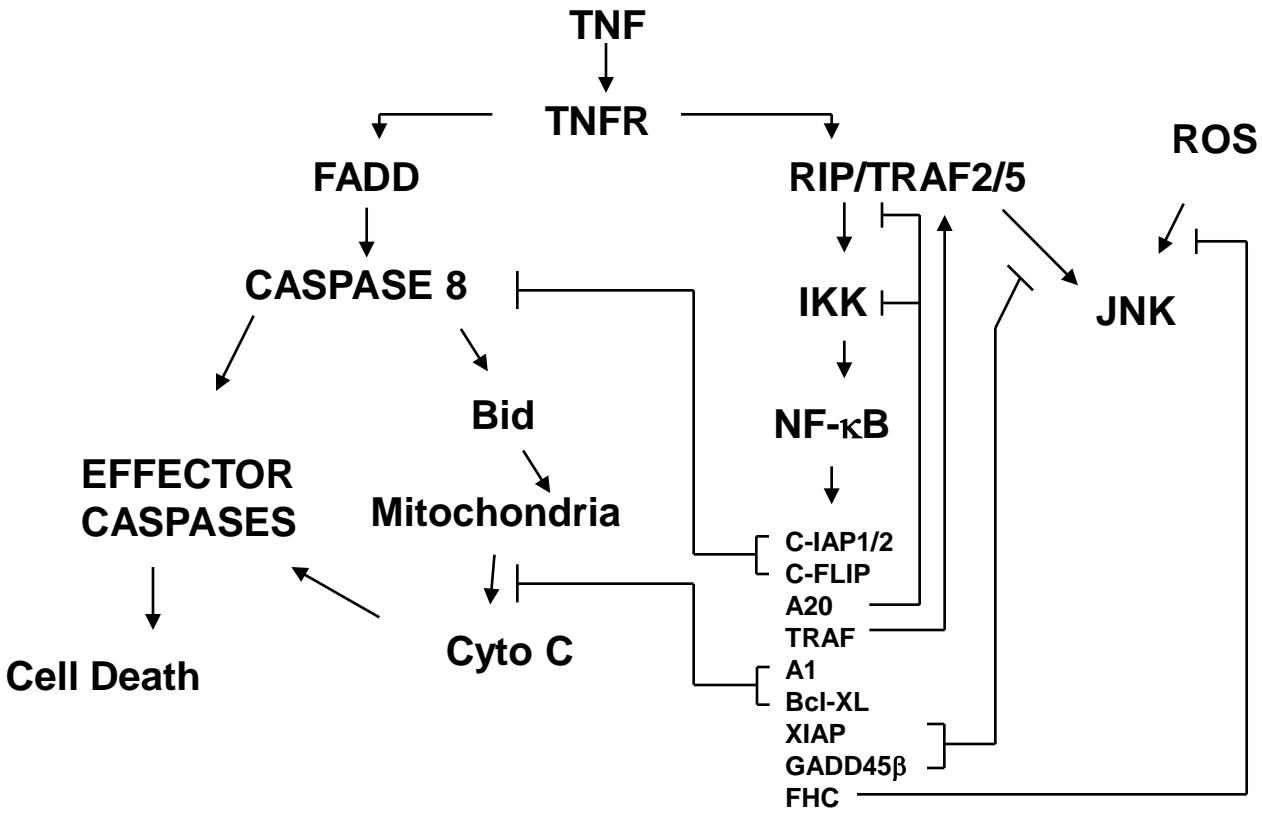 TNF
TNFR
ROS
FADD
RIP/TRAF2/5
CASPASE 8
IKK
JNK
Bid
NF-κB
EFFECTOR
CASPASES
Mitochondria
C-IAP1/2
C-FLIP
A20
TRAF
Cyto C
Cell Death
A1
Bcl-XL
XIAP
GADD45β
FHC